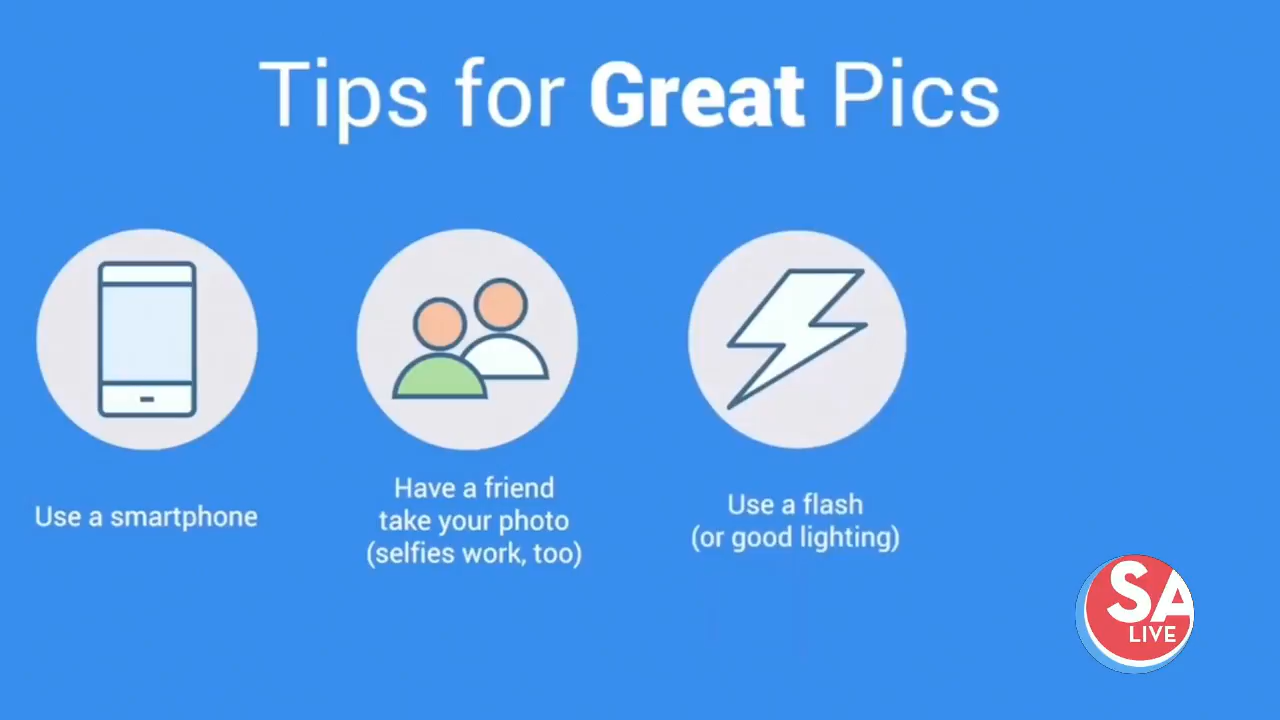 Tips for Great Pics
Use a smartphone
Have a friend
take your photo
(selfies work, too)
Use a flash
(or good lighting)
SA
LIVE